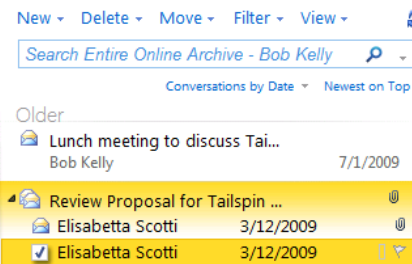 New Delete Move Filter View
Search Entire Online Archive - Bob Kelly
Conversations by Date Newest on Top
Older
Lunch meeting to discuss Tai...
Bob Kelly 7/1/2009
Review Proposal for Tailspin ...
Elisabetta Scotti 3/12/2009
Elisabetta Scotti 3/12/2009